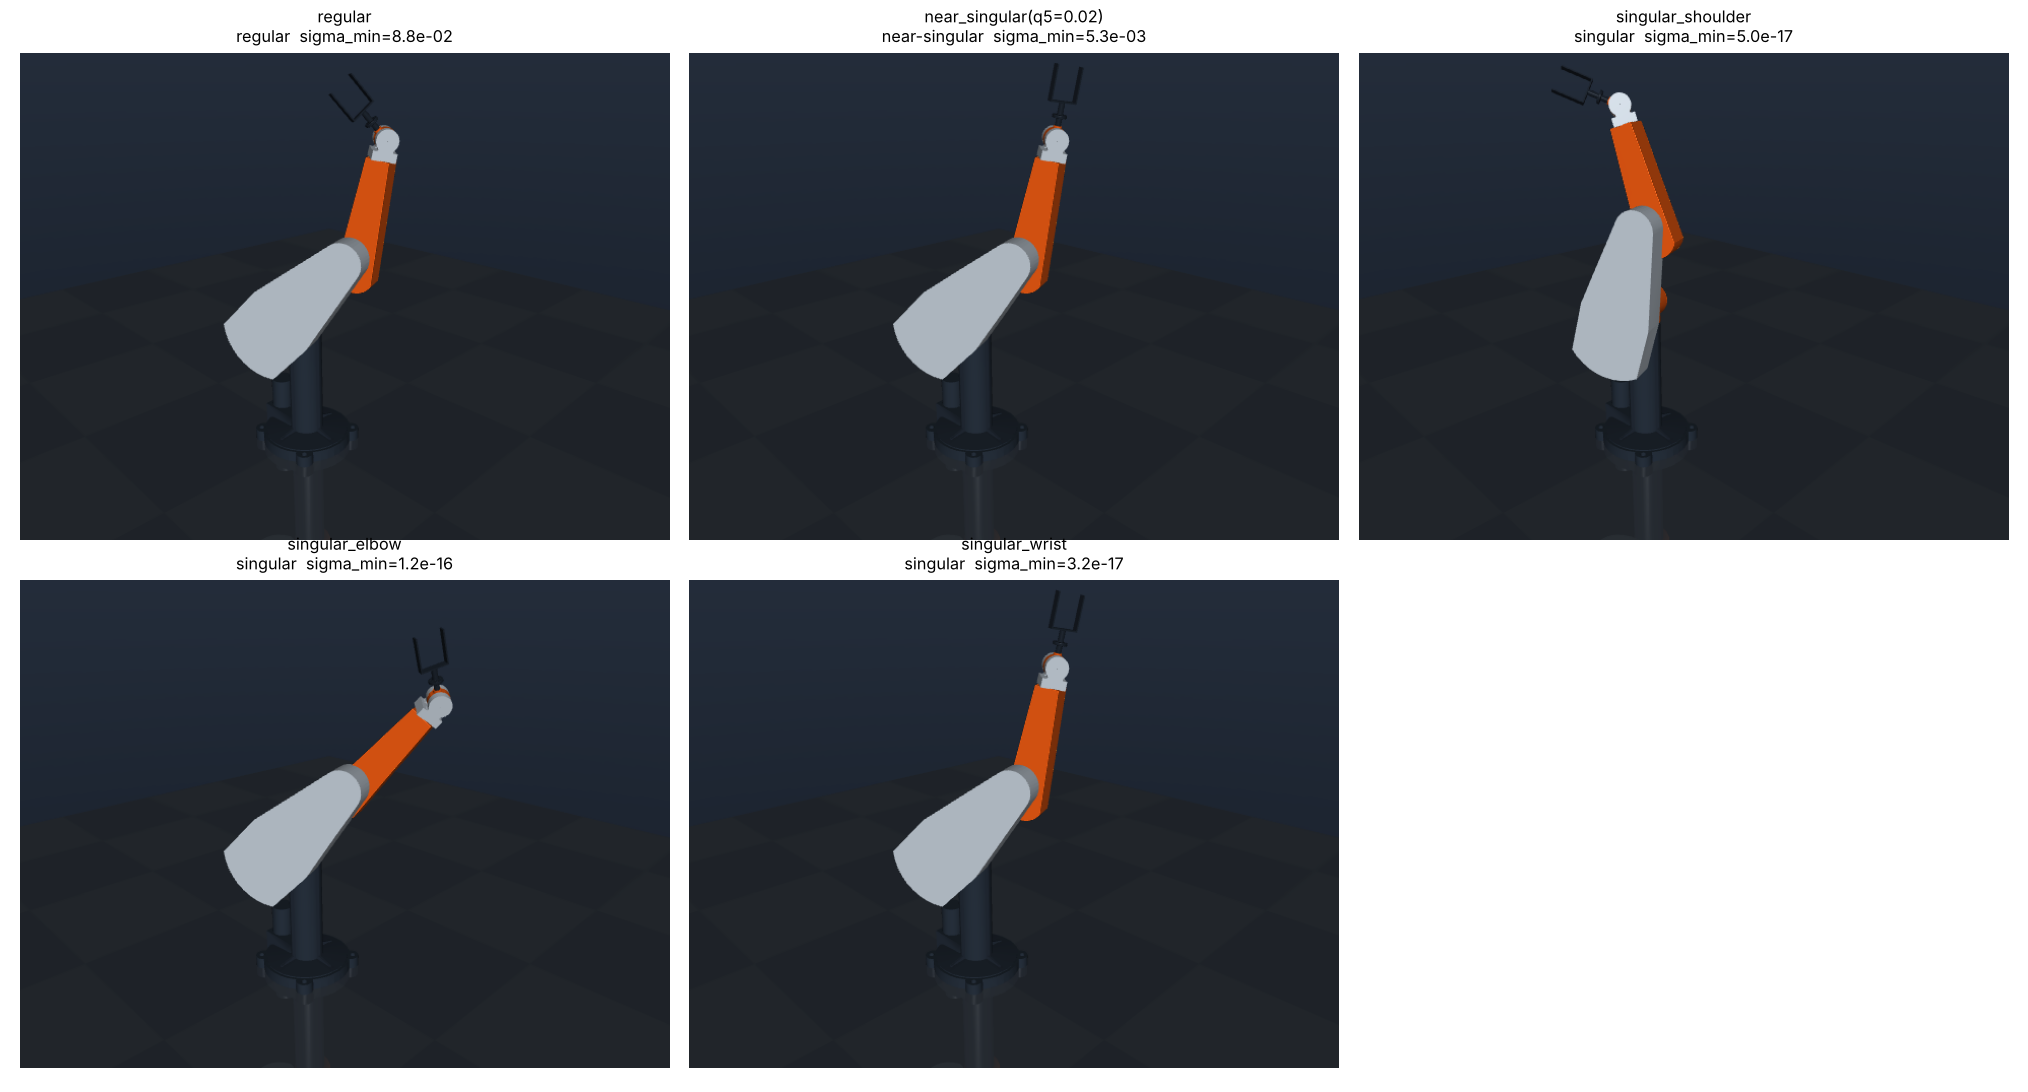 regular
regular  sigma_min=8.8e-02
near_singular(q5=0.02)
near-singular  sigma_min=5.3e-03
singular_shoulder
singular  sigma_min=5.0e-17
singular_elbow
singular  sigma_min=1.2e-16
singular_wrist
singular  sigma_min=3.2e-17